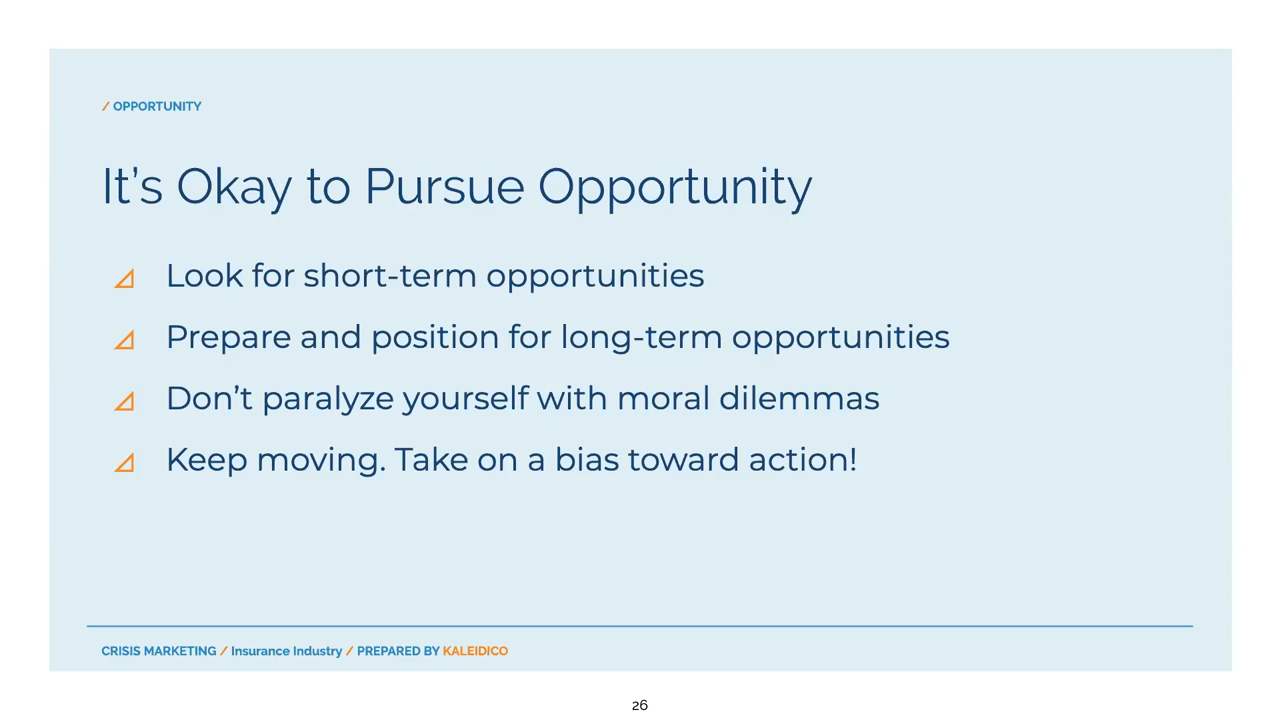 / OPPORTUNITY
It’s Okay to Pursue Opportunity
Look for short-term opportunities
Prepare and position for long-term opportunities
Don’t paralyze yourself with moral dilemmas
Keep moving. Take on a bias toward action!
CRISIS MARKETING / Insurance Industry / PREPARED BY KALEIDICO
26